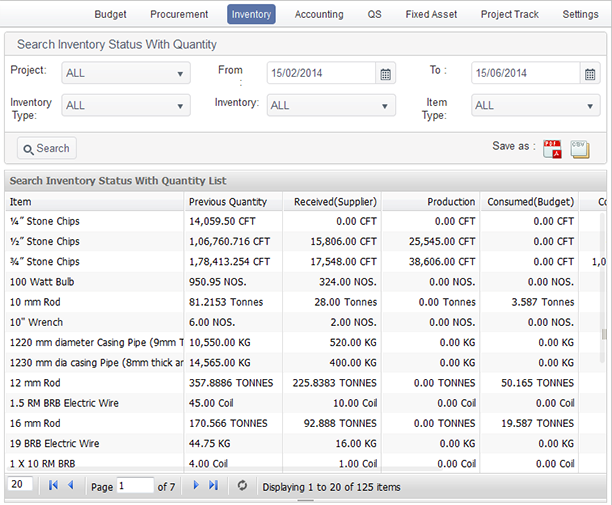 Budget Procurement Inventory Accounting QS Fixed Asset Project Track Settings
Search Inventory Status With Quantity
Project: ALL From : 15/02/2014 To : 15/06/2014
Inventory Type: ALL Inventory: ALL Item Type: ALL
Search Save as : PDF CSV
Search Inventory Status With Quantity List
Item Previous Quantity Received(Supplier) Production Consumed(Budget) Co
¼” Stone Chips 14,059.50 CFT 0.00 CFT 0.00 CFT 0.00 CFT
½” Stone Chips 1,06,760.716 CFT 15,806.00 CFT 25,545.00 CFT 0.00 CFT
¾” Stone Chips 1,78,413.254 CFT 17,548.00 CFT 38,606.00 CFT 0.00 CFT 1,0
100 Watt Bulb 950.95 NOS. 324.00 NOS. 0.00 NOS. 0.00 NOS.
10 mm Rod 81.2153 Tonnes 28.00 Tonnes 0.00 Tonnes 3.587 Tonnes
10" Wrench 6.00 NOS. 2.00 NOS. 0.00 NOS. 0.00 NOS.
1220 mm diameter Casing Pipe (9mm T 10,550.00 KG 520.00 KG 0.00 KG 0.00 KG
1230 mm dia casing Pipe (8mm thick ar 14,565.00 KG 400.00 KG 0.00 KG 0.00 KG
12 mm Rod 357.8886 TONNES 225.8383 TONNES 0.00 TONNES 50.165 TONNES
1.5 RM BRB Electric Wire 45.00 Coil 10.00 Coil 0.00 Coil 0.00 Coil
16 mm Rod 170.566 TONNES 92.888 TONNES 0.00 TONNES 19.587 TONNES
19 BRB Electric Wire 44.75 KG 16.00 KG 0.00 KG 0.00 KG
1 X 10 RM BRB 4.00 Coil 1.00 Coil 0.00 Coil 0.00 Coil
20 Page 1 of 7 Displaying 1 to 20 of 125 items